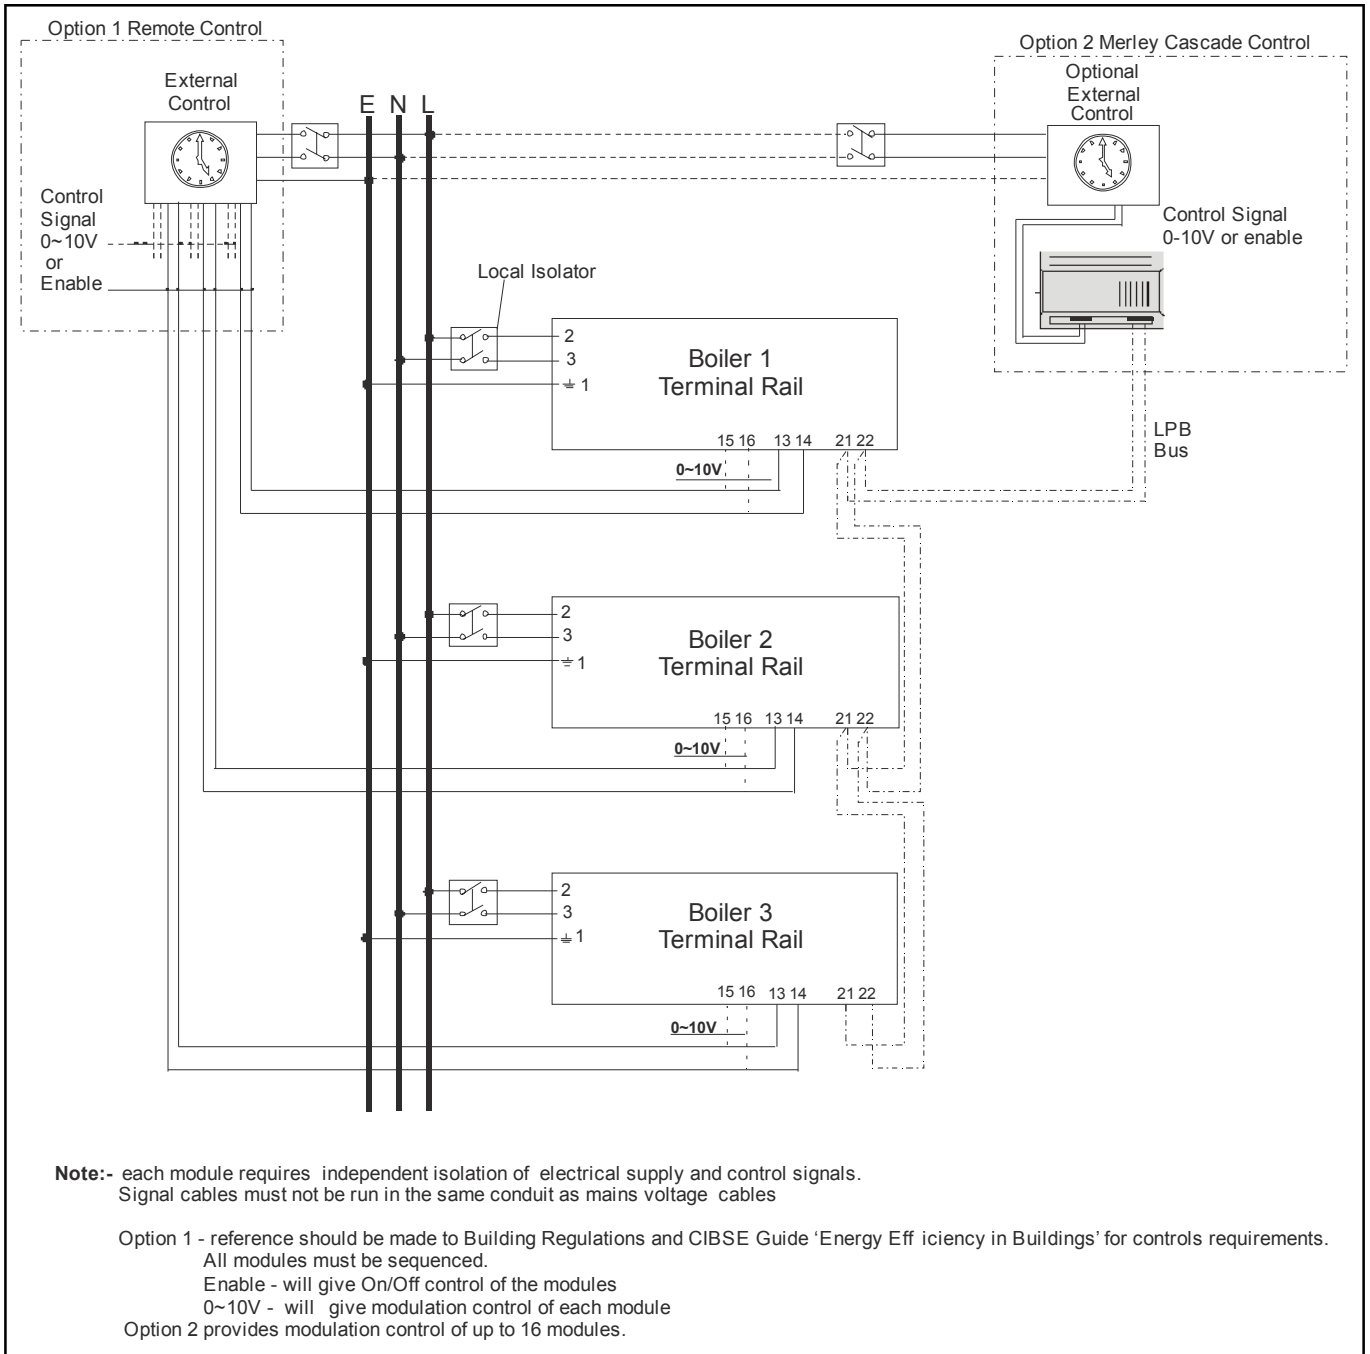 Option 1 Remote Control
Option 2 Merley Cascade Control
External
Control
E N L
Optional
External
Control
Control
Signal
0~10V
or
Enable
Control Signal
0-10V or enable
Local Isolator
2
3
1
Boiler 1
Terminal Rail
15 16 13 14 21 22
0~10V
LPB
Bus
2
3
1
Boiler 2
Terminal Rail
15 16 13 14 21 22
0~10V
2
3
1
Boiler 3
Terminal Rail
15 16 13 14 21 22
0~10V
Note:- each module requires independent isolation of electrical supply and control signals.
Signal cables must not be run in the same conduit as mains voltage cables
Option 1 - reference should be made to Building Regulations and CIBSE Guide ‘Energy Eff iciency in Buildings’ for controls requirements.
All modules must be sequenced.
Enable - will give On/Off control of the modules
0~10V - will give modulation control of each module
Option 2 provides modulation control of up to 16 modules.